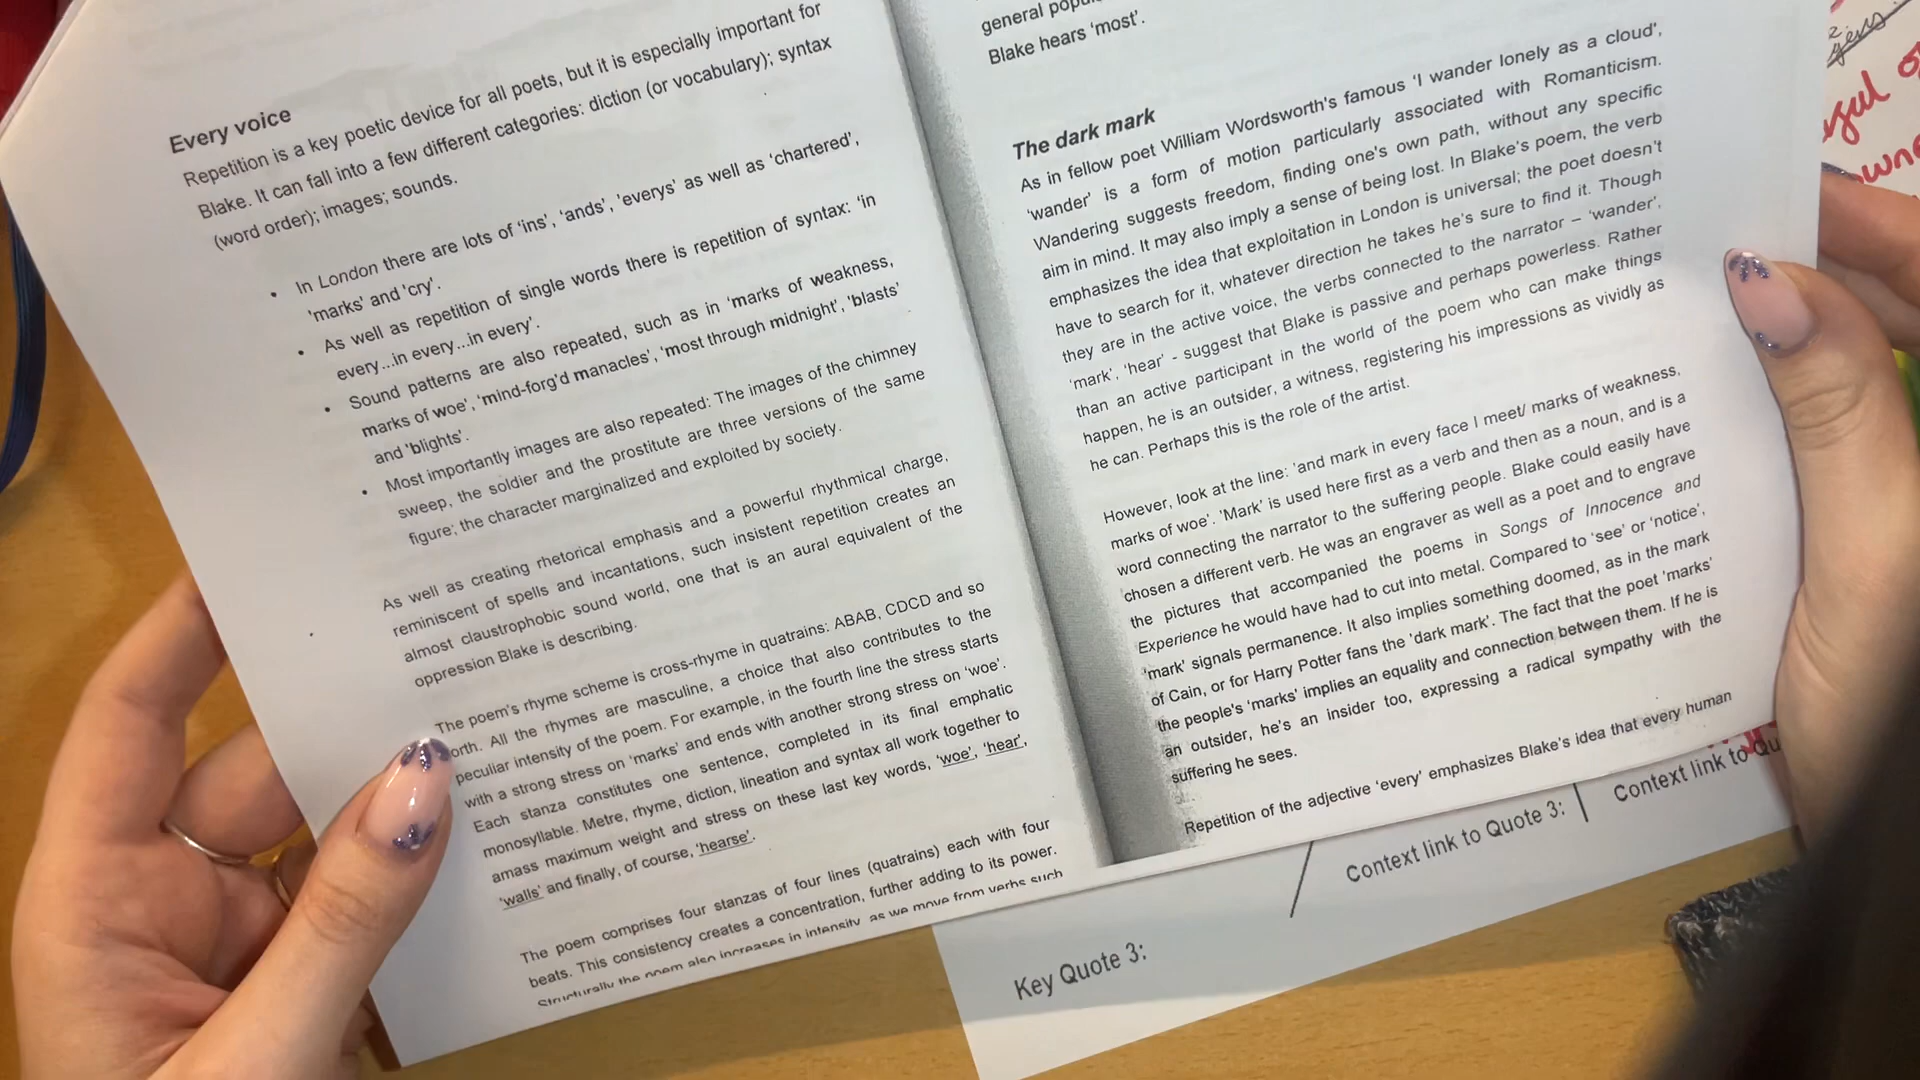 Every voice
Repetition is a key poetic device for all poets, but it is especially important for
Blake. It can fall into a few different categories: diction (or vocabulary); syntax
(word order); images; sounds.
• In London there are lots of 'ins', 'ands', 'everys' as well as 'chartered',
'marks' and 'cry'.
• As well as repetition of single words there is repetition of syntax: 'in
every...in every...in every'.
• Sound patterns are also repeated, such as in 'marks of weakness,
marks of woe', 'mind-forg'd manacles', 'most through midnight', 'blasts'
and 'blights'.
• Most importantly images are also repeated: The images of the chimney
sweep, the soldier and the prostitute are three versions of the same
figure; the character marginalized and exploited by society.
As well as creating rhetorical emphasis and a powerful rhythmical charge,
reminiscent of spells and incantations, such insistent repetition creates an
almost claustrophobic sound world, one that is an aural equivalent of the
oppression Blake is describing.
The poem's rhyme scheme is cross-rhyme in quatrains: ABAB, CDCD and so
orth. All the rhymes are masculine, a choice that also contributes to the
peculiar intensity of the poem. For example, in the fourth line the stress starts
with a strong stress on 'marks' and ends with another strong stress on 'woe'.
Each stanza constitutes one sentence, completed in its final emphatic
monosyllable. Metre, rhyme, diction, lineation and syntax all work together to
amass maximum weight and stress on these last key words, 'woe', 'hear',
'walls' and finally, of course, 'hearse'.
The poem comprises four stanzas of four lines (quatrains) each with four
beats. This consistency creates a concentration, further adding to its power.
Structurally the poem also increases in intensity, as we move from verbs such
general
Blake hears 'most'.
The dark mark
As in fellow poet William Wordsworth's famous 'I wander lonely as a cloud',
'wander' is a form of motion particularly associated with Romanticism.
Wandering suggests freedom, finding one's own path, without any specific
aim in mind. It may also imply a sense of being lost. In Blake's poem, the verb
emphasizes the idea that exploitation in London is universal; the poet doesn't
have to search for it, whatever direction he takes he's sure to find it. Though
they are in the active voice, the verbs connected to the narrator – 'wander',
'mark', 'hear' - suggest that Blake is passive and perhaps powerless. Rather
than an active participant in the world of the poem who can make things
happen, he is an outsider, a witness, registering his impressions as vividly as
he can. Perhaps this is the role of the artist.
However, look at the line: 'and mark in every face I meet/ marks of weakness,
marks of woe'. 'Mark' is used here first as a verb and then as a noun, and is a
word connecting the narrator to the suffering people. Blake could easily have
chosen a different verb. He was an engraver as well as a poet and to engrave
the pictures that accompanied the poems in Songs of Innocence and
Experience he would have had to cut into metal. Compared to 'see' or 'notice',
'mark' signals permanence. It also implies something doomed, as in the mark
of Cain, or for Harry Potter fans the 'dark mark'. The fact that the poet 'marks'
the people's 'marks' implies an equality and connection between them. If he is
an outsider, he's an insider too, expressing a radical sympathy with the
suffering he sees.
Repetition of the adjective 'every' emphasizes Blake's idea that every human
Key Quote 3:
Context link to Quote 3:
Context link to Qu